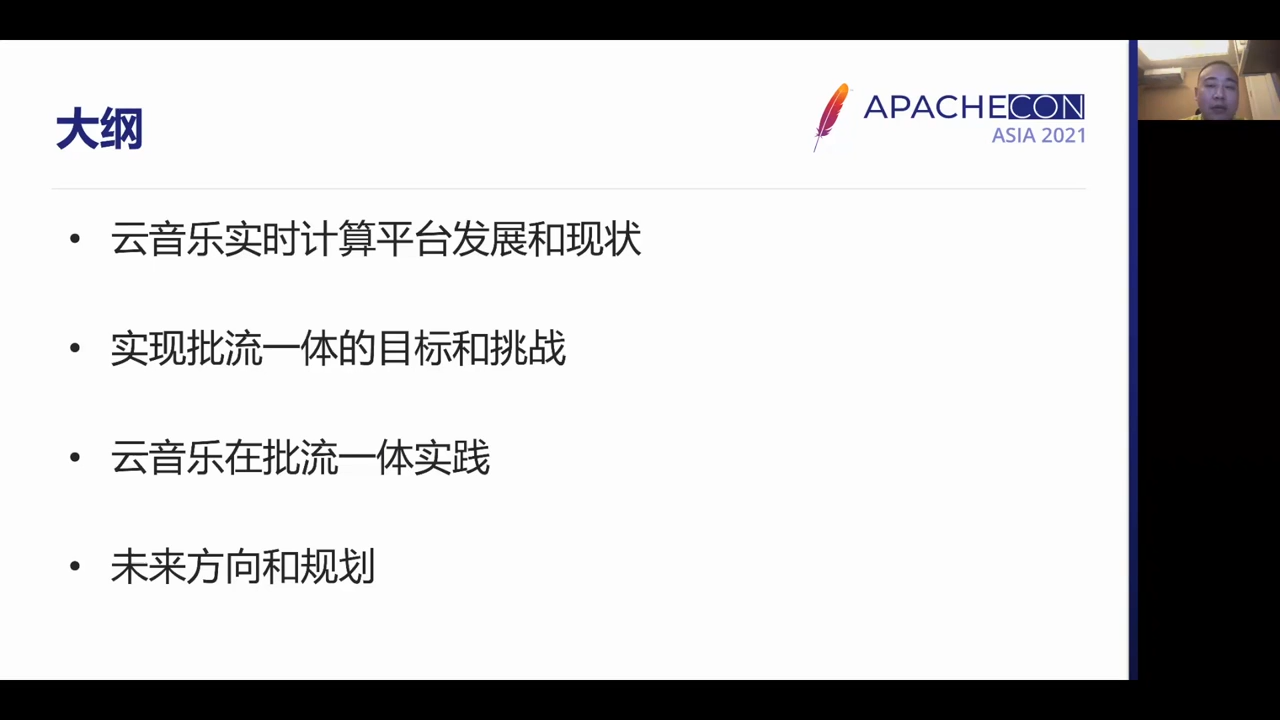 大纲
APACHECON
ASIA 2021
• 云音乐实时计算平台发展和现状
• 实现批流一体的目标和挑战
• 云音乐在批流一体实践
• 未来方向和规划